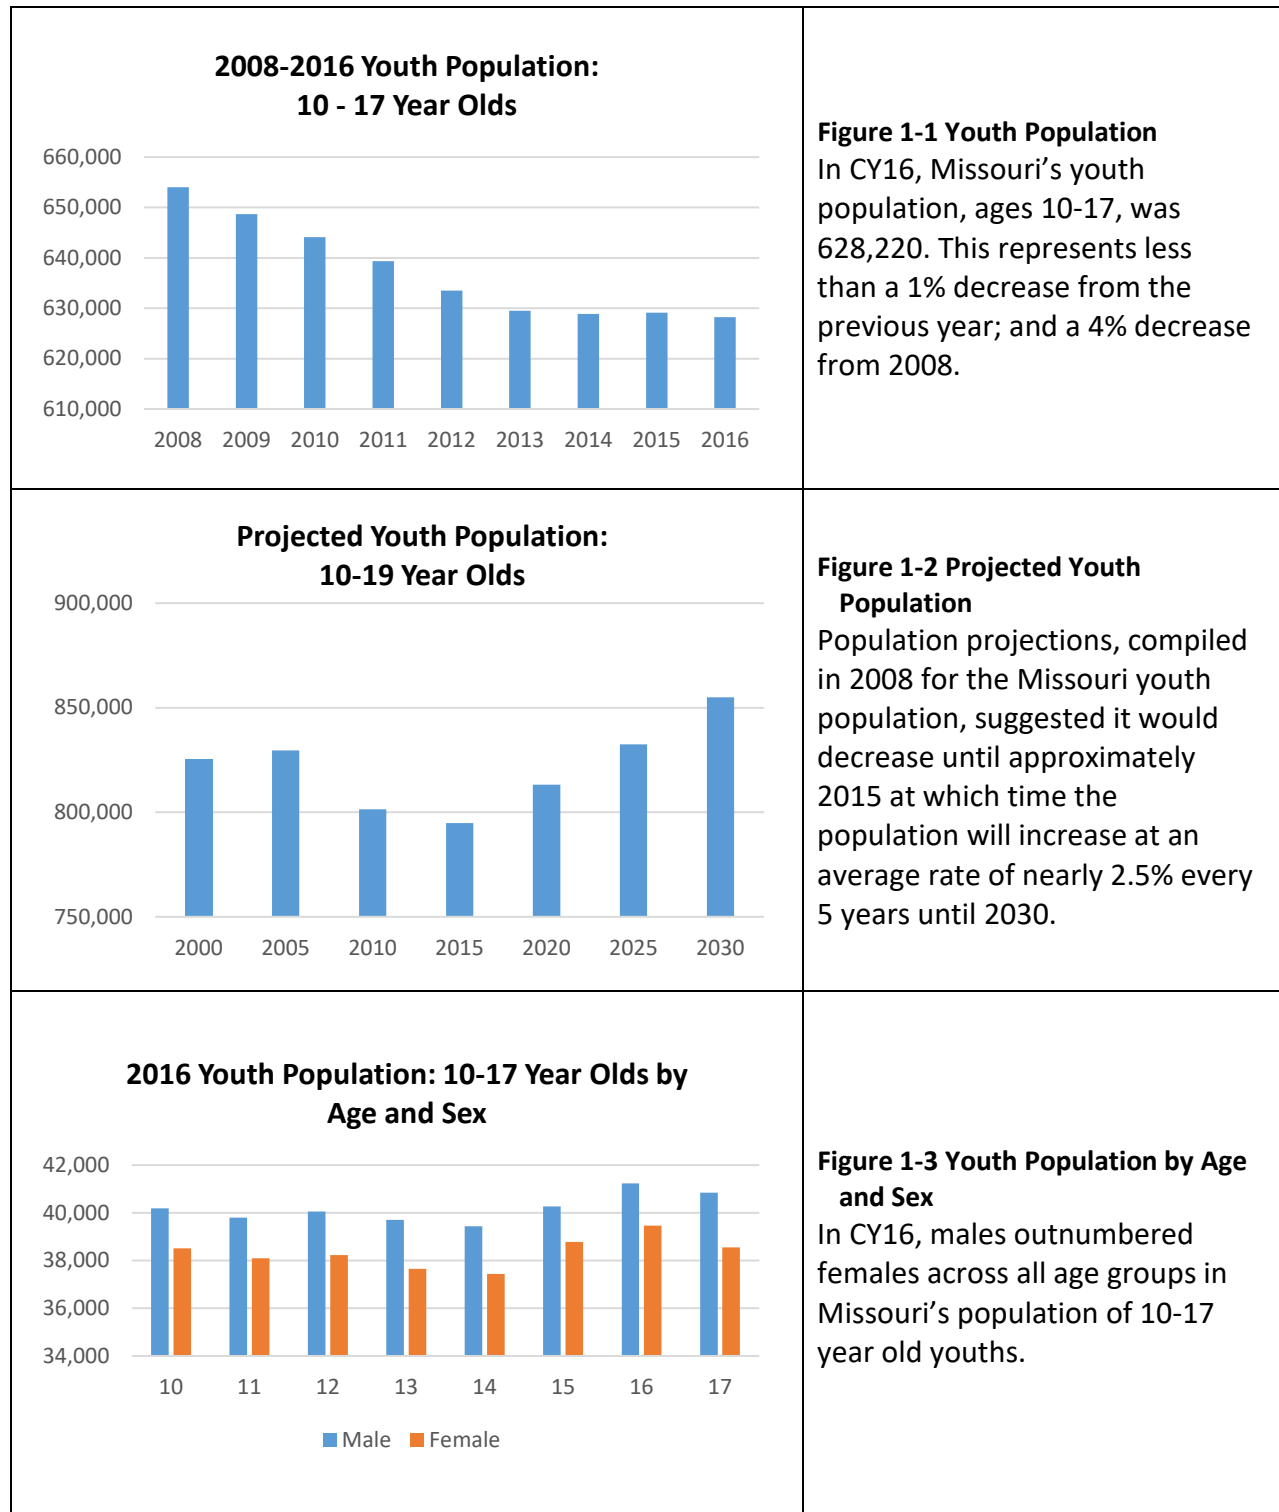 2008-2016 Youth Population:
10 - 17 Year Olds
660,000
650,000
640,000
630,000
620,000
610,000
2008 2009 2010 2011 2012 2013 2014 2015 2016
Figure 1-1 Youth Population
In CY16, Missouri’s youth
population, ages 10-17, was
628,220. This represents less
than a 1% decrease from the
previous year; and a 4% decrease
from 2008.
Projected Youth Population:
10-19 Year Olds
900,000
850,000
800,000
750,000
2000 2005 2010 2015 2020 2025 2030
Figure 1-2 Projected Youth
Population
Population projections, compiled
in 2008 for the Missouri youth
population, suggested it would
decrease until approximately
2015 at which time the
population will increase at an
average rate of nearly 2.5% every
5 years until 2030.
2016 Youth Population: 10-17 Year Olds by
Age and Sex
42,000
40,000
38,000
36,000
34,000
10 11 12 13 14 15 16 17
Male Female
Figure 1-3 Youth Population by Age
and Sex
In CY16, males outnumbered
females across all age groups in
Missouri’s population of 10-17
year old youths.